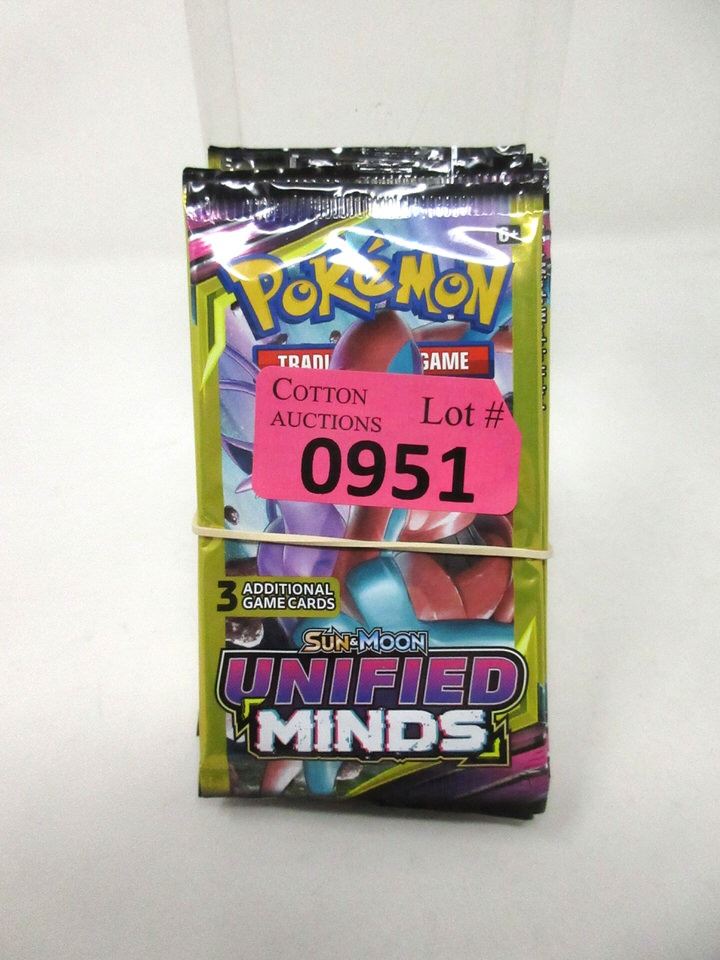 6+
POKÉMON
TRADI GAME
COTTON
AUCTIONS
Lot #
0951
3 ADDITIONAL
GAME CARDS
SUN & MOON
UNIFIED
MINDS